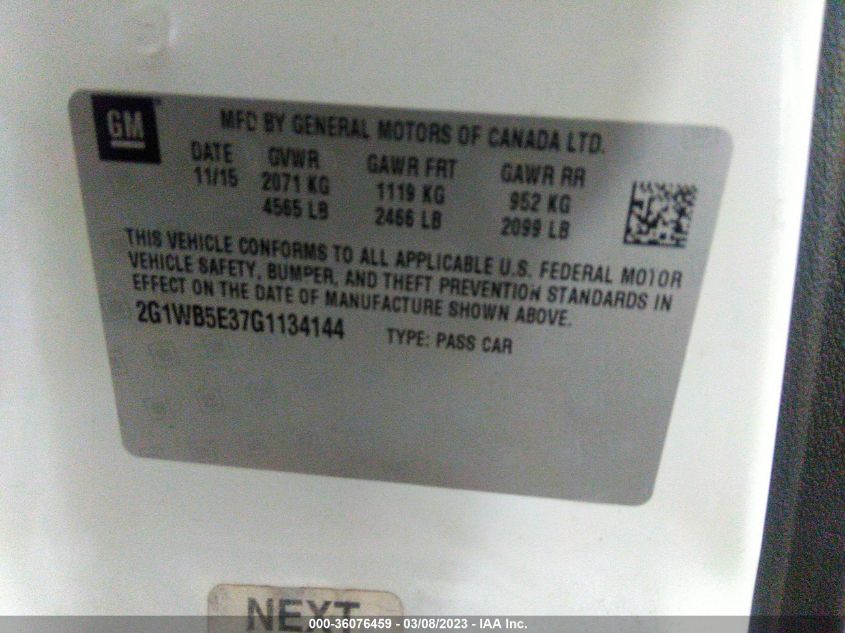 GM
MFD BY GENERAL MOTORS OF CANADA LTD.
DATE GVWR GAWR FRT GAWR RR
11/15 2071 KG 1119 KG 952 KG
4565 LB 2466 LB 2099 LB
THIS VEHICLE CONFORMS TO ALL APPLICABLE U.S. FEDERAL MOTOR
VEHICLE SAFETY, BUMPER, AND THEFT PREVENTION STANDARDS IN
EFFECT ON THE DATE OF MANUFACTURE SHOWN ABOVE.
2G1WB5E37G1134144 TYPE: PASS CAR
NEXT
000-36076459 - 03/08/2023 - IAA Inc.